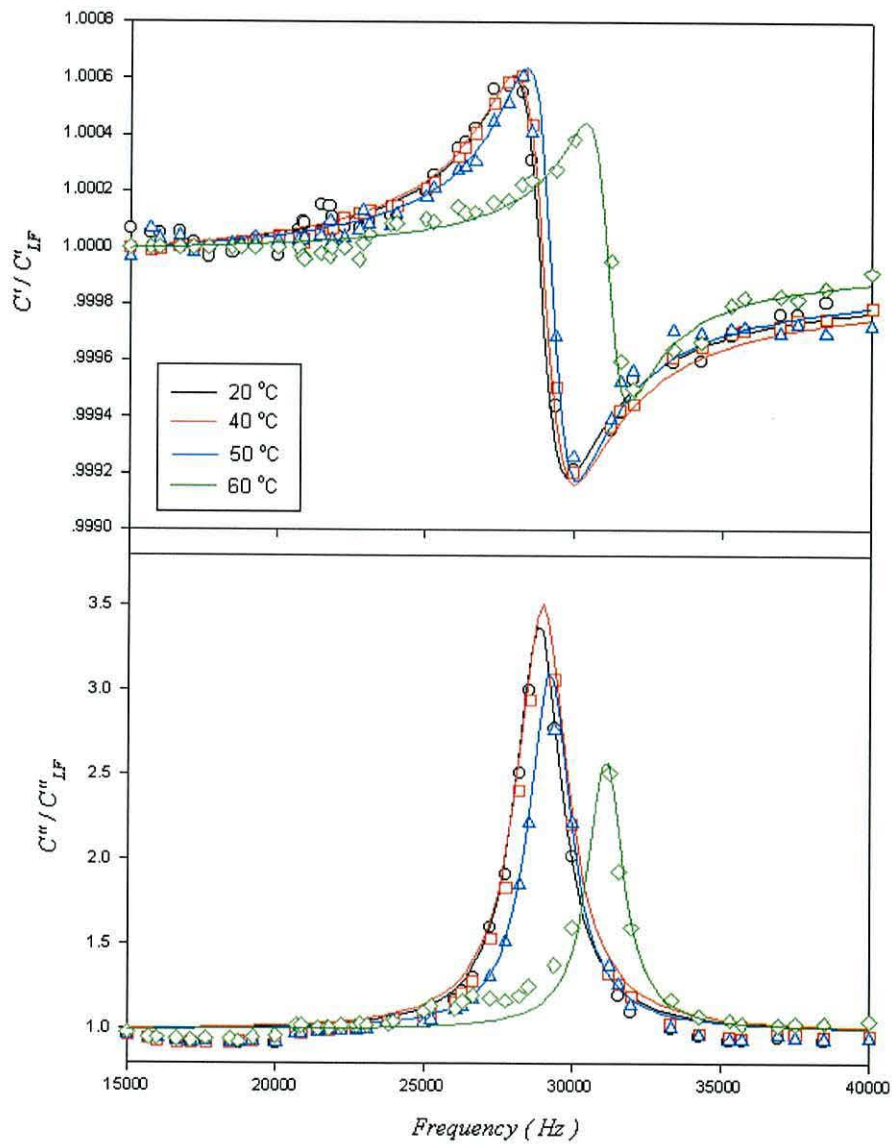 1.0008
1.0006
1.0004
1.0002
1.0000
.9998
.9996
.9994
.9992
.9990
C' / C'LF
20 °C
40 °C
50 °C
60 °C
3.5
3.0
2.5
2.0
1.5
1.0
C'' / C''LF
15000 20000 25000 30000 35000 40000
Frequency ( Hz )